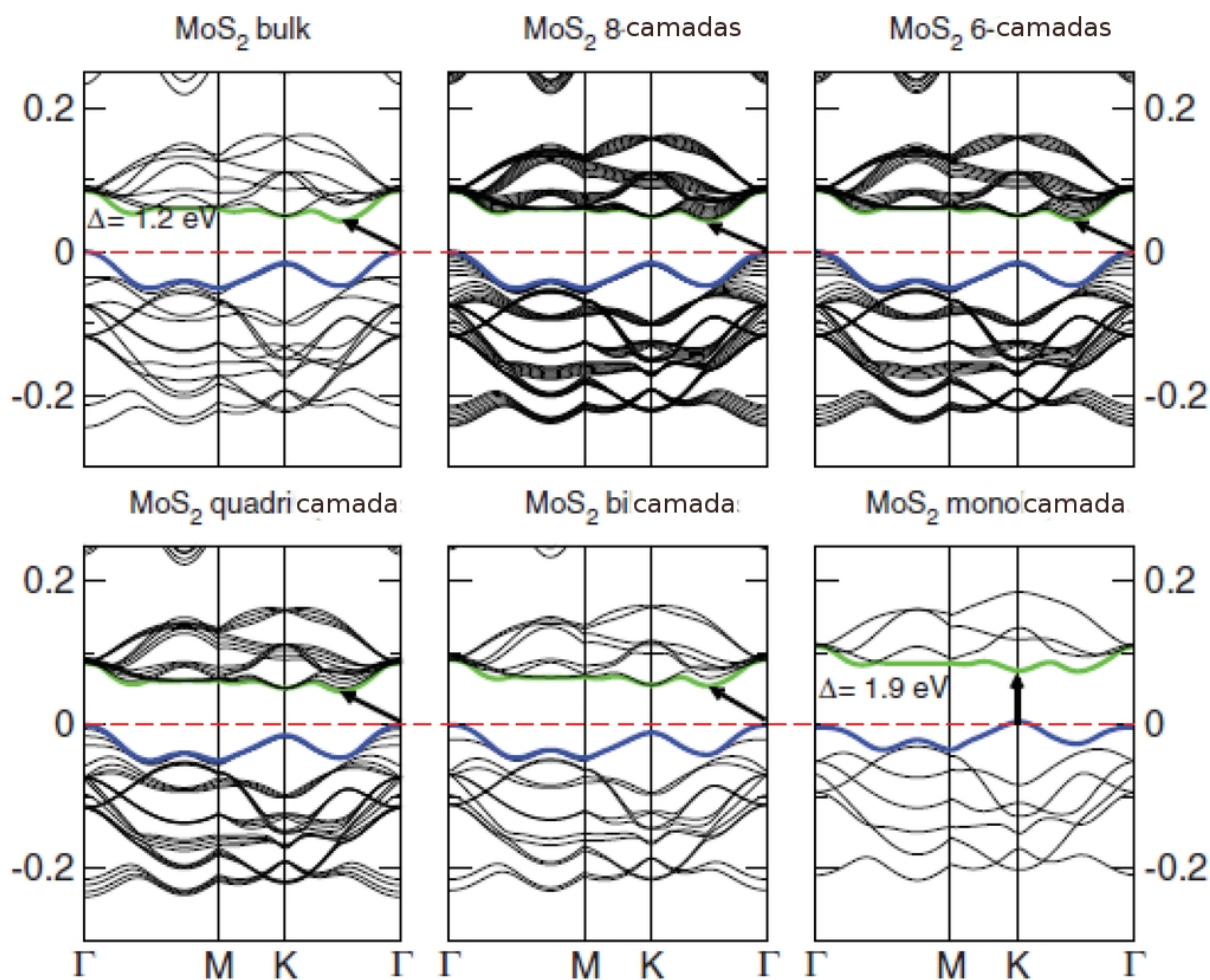 MoS2 bulk
MoS2 8-camadas
MoS2 6-camadas
0.2
0.2
Δ= 1.2 eV
0
0
-0.2
-0.2
MoS2 quadricamada
MoS2 bicamada
MoS2 monocamada
0.2
0.2
Δ= 1.9 eV
0
0
-0.2
-0.2
Γ M K Γ
Γ M K Γ
Γ M K Γ